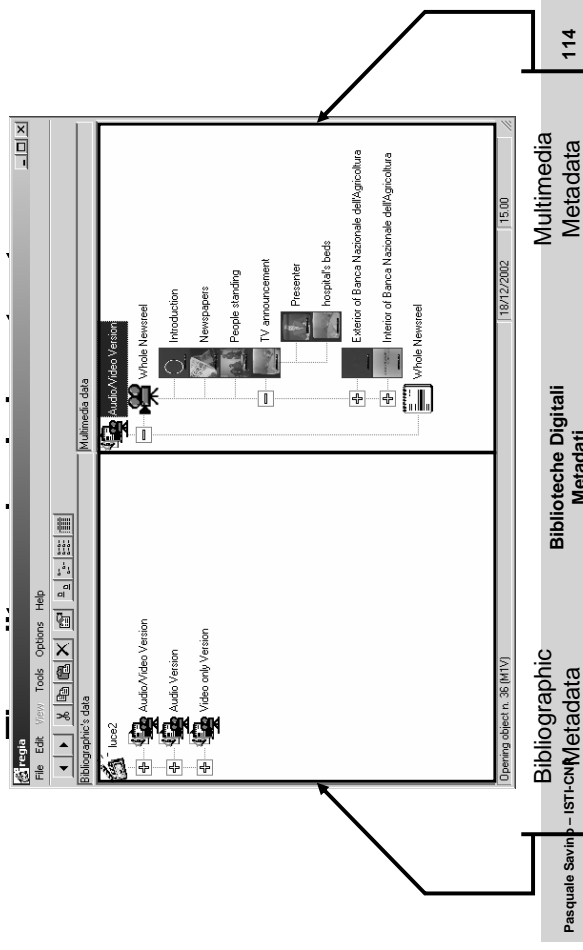 regia
File Edit View Tools Options Help
Bibliographic's data
luce2
Audio/Video Version
Audio Version
Video only Version
Multimedia data
Audio/Video Version
Whole Newsreel
Introduction
Newspapers
People standing
TV announcement
Presenter
hospital's beds
Exterior of Banca Nazionale dell'Agricoltura
Interior of Banca Nazionale dell'Agricoltura
Whole Newsreel
Opening object n. 36 (M1V)
18/12/2002
15.00
Bibliographic
Metadata
Multimedia
Metadata
Pasquale Savino – ISTI-CNR
Biblioteche Digitali
Metadati
114